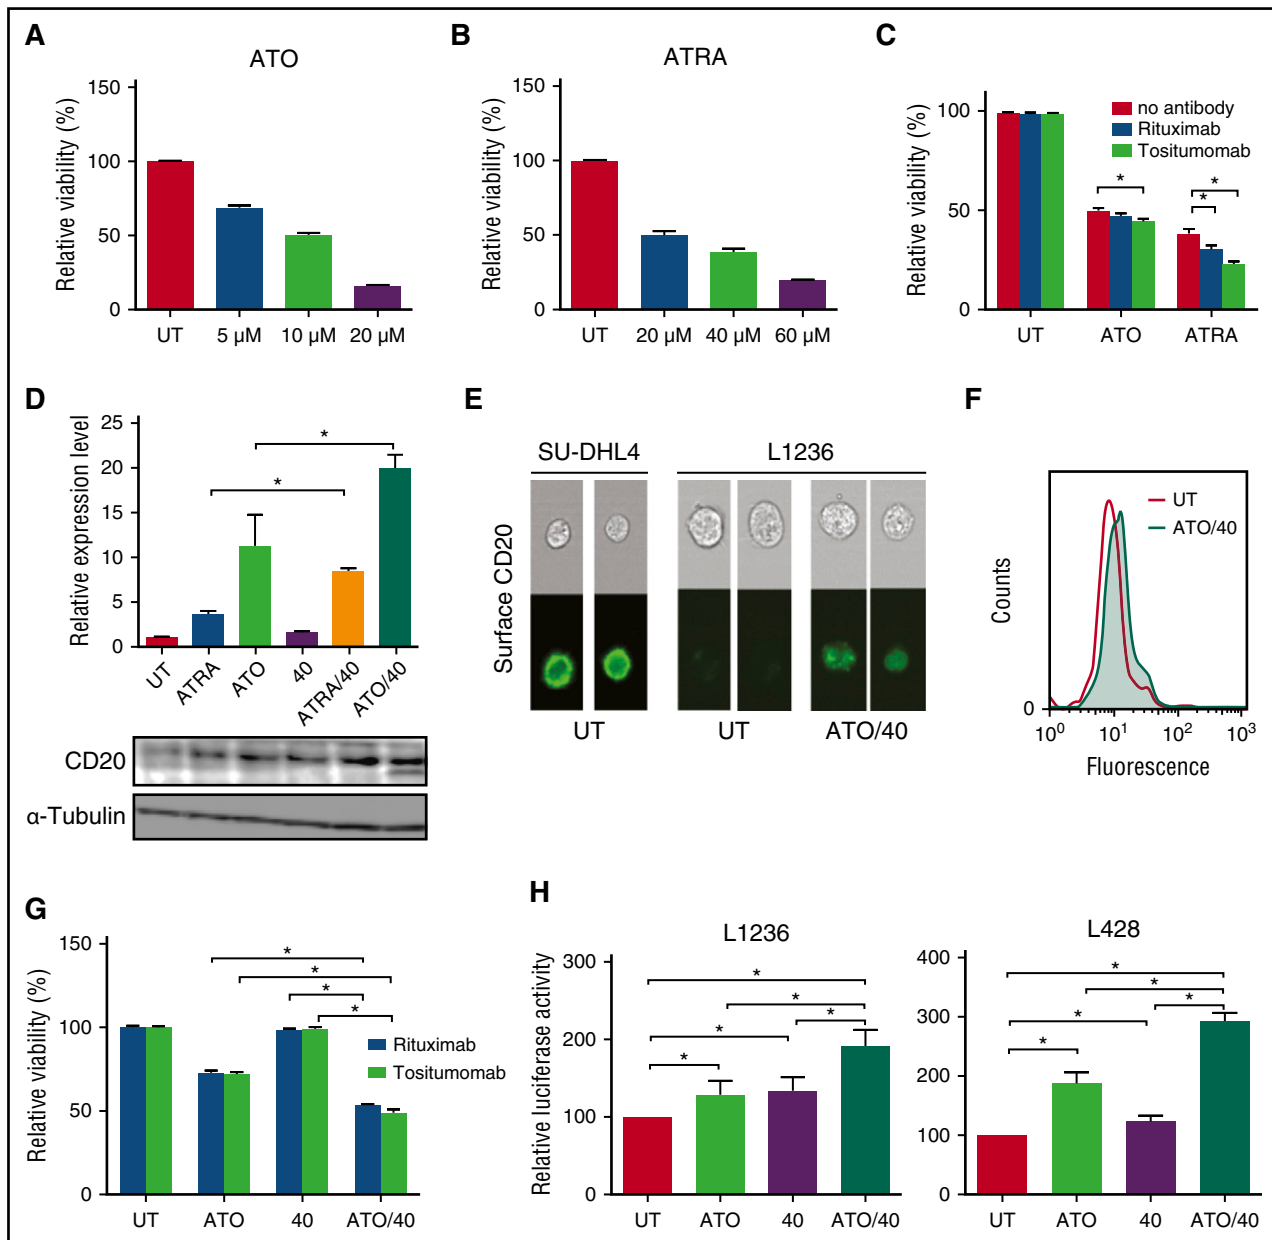 A
ATO
Relative viability (%)
150
100
50
0
UT 5 µM 10 µM 20 µM
B
ATRA
Relative viability (%)
150
100
50
0
UT 20 µM 40 µM 60 µM
C
Relative viability (%)
100
50
0
no antibody
Rituximab
Tositumomab
*
*
*
UT ATO ATRA
D
Relative expression level
25
20
15
10
5
0
*
*
UT ATRA ATO 40 ATRA/40 ATO/40
CD20
α-Tubulin
E
SU-DHL4 L1236
Surface CD20
UT UT ATO/40
F
Counts
0
UT
ATO/40
10⁰ 10¹ 10² 10³
Fluorescence
G
Relative viability (%)
150
100
50
0
*
*
*
*
Rituximab
Tositumomab
UT ATO 40 ATO/40
H
L1236
Relative luciferase activity
300
200
100
0
*
*
*
*
*
UT ATO 40 ATO/40
L428
400
300
200
100
0
*
*
*
*
*
UT ATO 40 ATO/40